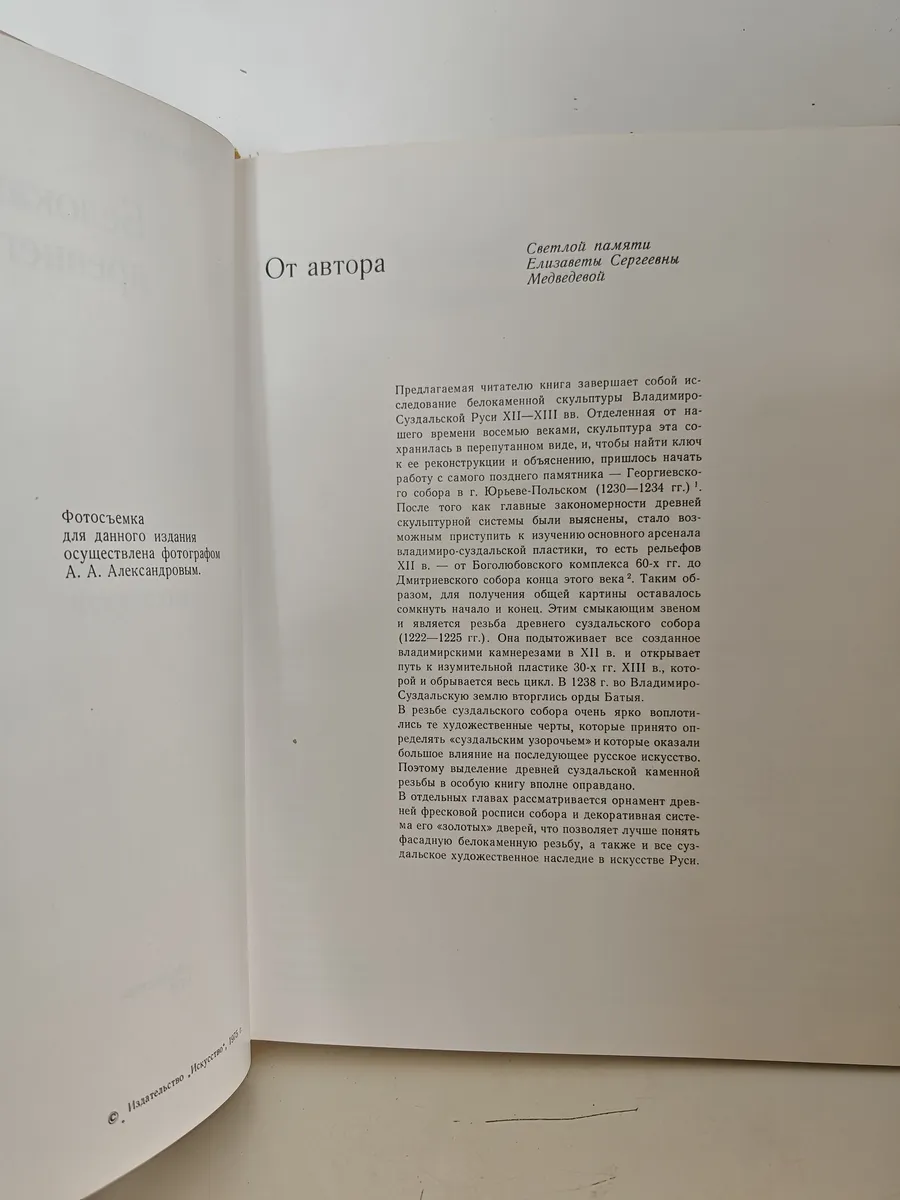 Фотосъемка
для данного издания
осуществлена фотографом
А. А. Александровым.
© Издательство „Искусство“, 1975 г.
От автора
Светлой памяти
Елизаветы Сергеевны
Медведевой
Предлагаемая читателю книга завершает собой ис-
следование белокаменной скульптуры Владимиро-
Суздальской Руси XII—XIII вв. Отделенная от на-
шего времени восемью веками, скульптура эта со-
хранилась в перепутанном виде, и, чтобы найти ключ
к ее реконструкции и объяснению, пришлось начать
работу с самого позднего памятника — Георгиевско-
го собора в г. Юрьеве-Польском (1230—1234 гг.) ¹.
После того как главные закономерности древней
скульптурной системы были выяснены, стало воз-
можным приступить к изучению основного арсенала
владимиро-суздальской пластики, то есть рельефов
XII в. — от Боголюбовского комплекса 60-х гг. до
Дмитриевского собора конца этого века ². Таким об-
разом, для получения общей картины оставалось
сомкнуть начало и конец. Этим смыкающим звеном
и является резьба древнего суздальского собора
(1222—1225 гг.). Она подытоживает все созданное
владимирскими камнерезами в XII в. и открывает
путь к изумительной пластике 30-х гг. XIII в., кото-
рой и обрывается весь цикл. В 1238 г. во Владимиро-
Суздальскую землю вторглись орды Батыя.
В резьбе суздальского собора очень ярко воплоти-
лись те художественные черты, которые принято оп-
ределять «суздальским узорочьем» и которые оказали
большое влияние на последующее русское искусство.
Поэтому выделение древней суздальской каменной
резьбы в особую книгу вполне оправдано.
В отдельных главах рассматривается орнамент древ-
ней фресковой росписи собора и декоративная систе-
ма его «золотых» дверей, что позволяет лучше понять
фасадную белокаменную резьбу, а также и все суз-
дальское художественное наследие в искусстве Руси.